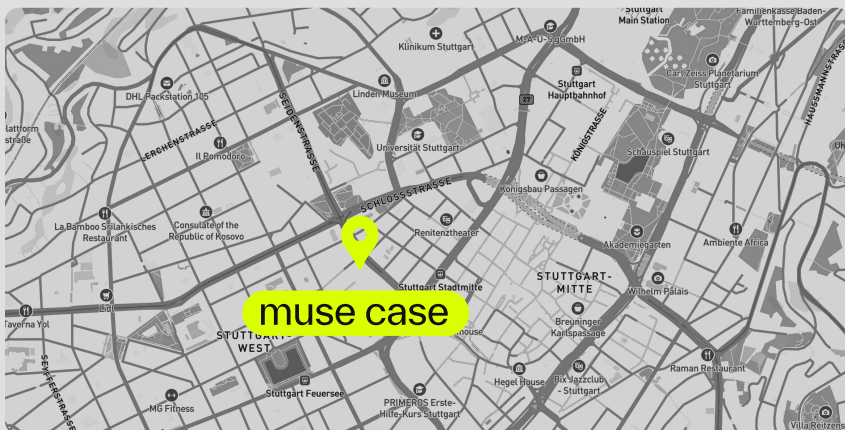 Stuttgart
Main Station
Familienkasse Baden-
Württemberg-Ost
Klinikum Stuttgart
M-A-U-S gGmbH
Carl Zeiss Planetarium
Stuttgart
HAUSSMANNSTRASSE
DHL Packstation 105
Linden Museum
Stuttgart
Hauptbahnhof
27
SEIDENSTRASSE
LERCHENSTRASSE
KÖNIGSTRASSE
Il Pomodoro
Universität Stuttgart
Schauspiel Stuttgart
SCHLOSSSTRASSE
Königsbau Passagen
La Bamboo Srilankisches
Restaurant
Consulate of the
Republic of Kosovo
Renitenztheater
Akademiegarten
Ambiente Africa
STUTTGART-
MITTE
Stuttgart Stadtmitte
Wilhelm Palais
Lidl
muse case
Taverna Yol
Breuninger
Karlspassage
STUTTGART-
WEST
Raman Restaurant
SEYFFERSTRASSE
Stuttgart Feuersee
Hegel House
Bix Jazzclub
- Stuttgart
MG Fitness
PRIMEROS Erste-
Hilfe-Kurs Stuttgart
Villa Reitzens